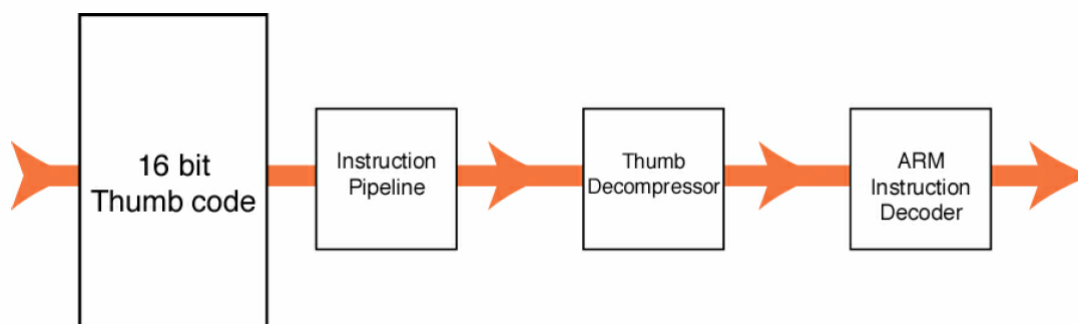 16 bit
Thumb code
Instruction
Pipeline
Thumb
Decompressor
ARM
Instruction
Decoder